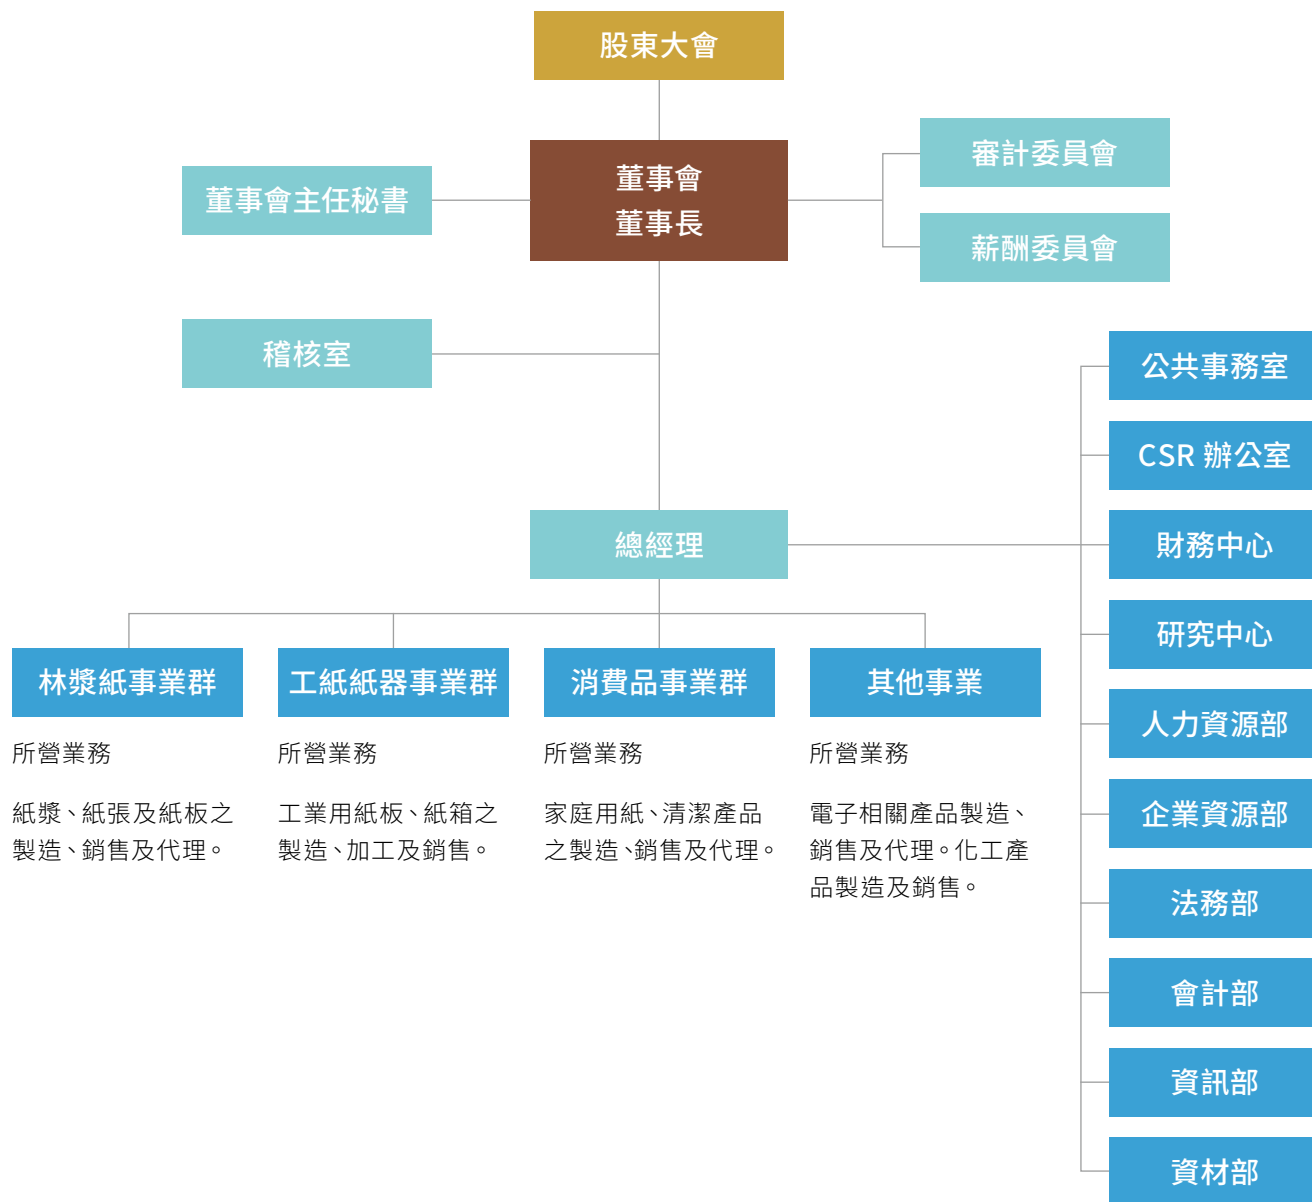 股東大會
董事會
董事長
董事會主任秘書
審計委員會
薪酬委員會
稽核室
總經理
公共事務室
CSR 辦公室
財務中心
研究中心
人力資源部
企業資源部
法務部
會計部
資訊部
資材部
林漿紙事業群
所營業務
紙漿、紙張及紙板之
製造、銷售及代理。
工紙紙器事業群
所營業務
工業用紙板、紙箱之
製造、加工及銷售。
消費品事業群
所營業務
家庭用紙、清潔產品
之製造、銷售及代理。
其他事業
所營業務
電子相關產品製造、
銷售及代理。化工產
品製造及銷售。